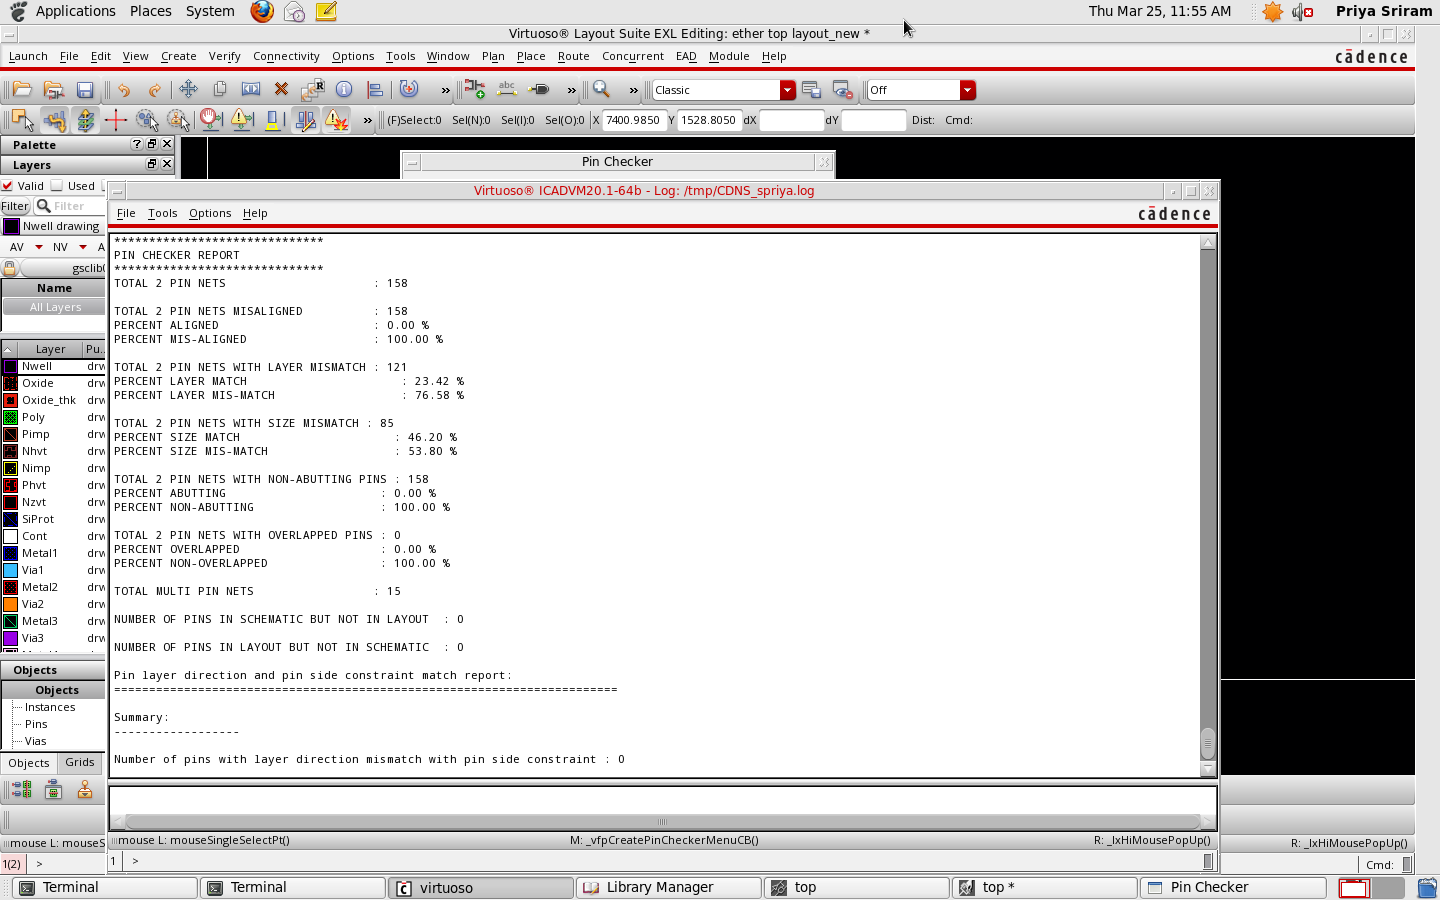 Applications Places System Thu Mar 25, 11:55 AM Priya Sriram
Virtuoso® Layout Suite EXL Editing: ether top layout_new *
Launch File Edit View Create Verify Connectivity Options Tools Window Plan Place Route Concurrent EAD Module Help cādence
abc » » » Classic Off
» (F)Select:0 Sel(N):0 Sel(I):0 Sel(O):0 X 7400.9850 Y 1528.8050 dX dY Dist: Cmd:
Palette
Pin Checker
Layers
Valid Used
Virtuoso® ICADVM20.1-64b - Log: /tmp/CDNS_spriya.log
Filter Filter
File Tools Options Help cādence
Nwell drawing
AV NV A
gsclib
Name
All Layers
Layer Pu..
Nwell drw
Oxide drw
Oxide_thk drw
Poly drw
Pimp drw
Nhvt drw
Nimp drw
Phvt drw
Nzvt drw
SiProt drw
Cont drw
Metal1 drw
Via1 drw
Metal2 drw
Via2 drw
Metal3 drw
Via3 drw
Objects
Objects
Instances
Pins
Vias
Objects Grids
******************************
PIN CHECKER REPORT
******************************
TOTAL 2 PIN NETS : 158
TOTAL 2 PIN NETS MISALIGNED : 158
PERCENT ALIGNED : 0.00 %
PERCENT MIS-ALIGNED : 100.00 %
TOTAL 2 PIN NETS WITH LAYER MISMATCH : 121
PERCENT LAYER MATCH : 23.42 %
PERCENT LAYER MIS-MATCH : 76.58 %
TOTAL 2 PIN NETS WITH SIZE MISMATCH : 85
PERCENT SIZE MATCH : 46.20 %
PERCENT SIZE MIS-MATCH : 53.80 %
TOTAL 2 PIN NETS WITH NON-ABUTTING PINS : 158
PERCENT ABUTTING : 0.00 %
PERCENT NON-ABUTTING : 100.00 %
TOTAL 2 PIN NETS WITH OVERLAPPED PINS : 0
PERCENT OVERLAPPED : 0.00 %
PERCENT NON-OVERLAPPED : 100.00 %
TOTAL MULTI PIN NETS : 15
NUMBER OF PINS IN SCHEMATIC BUT NOT IN LAYOUT : 0
NUMBER OF PINS IN LAYOUT BUT NOT IN SCHEMATIC : 0
Pin layer direction and pin side constraint match report:
========================================================================
Summary:
------------------
Number of pins with layer direction mismatch with pin side constraint : 0
mouse L: mouseSingleSelectPt() M: _vfpCreatePinCheckerMenuCB() R: _lxHiMousePopUp()
mouse L: mouseS R: _lxHiMousePopUp()
1 >
1(2) > Cmd:
Terminal Terminal virtuoso Library Manager top top * Pin Checker